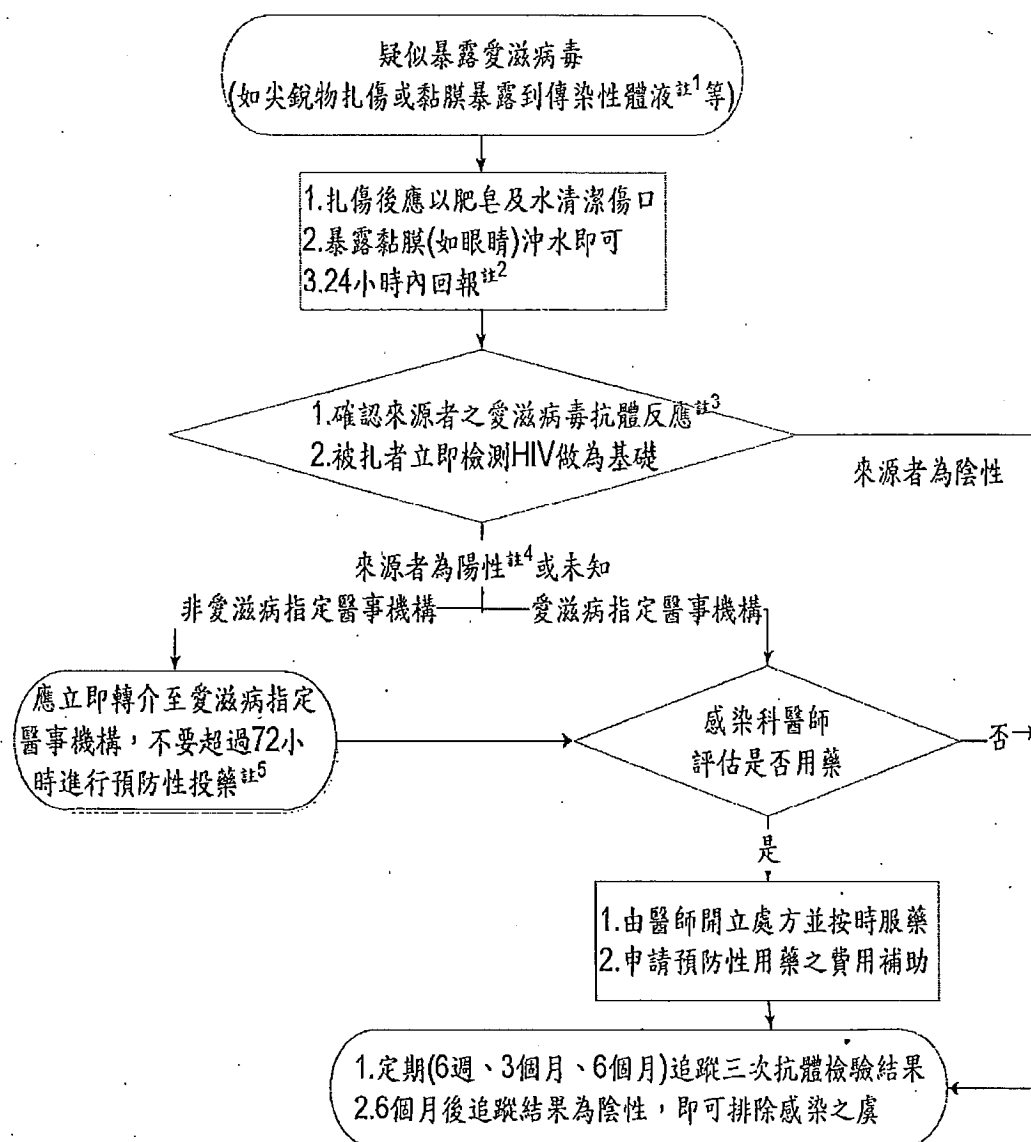 疑似暴露愛滋病毒
(如尖銳物扎傷或黏膜暴露到傳染性體液註1等)
1.扎傷後應以肥皂及水清潔傷口
2.暴露黏膜(如眼睛)沖水即可
3.24小時內回報註2
1.確認來源者之愛滋病毒抗體反應註3
2.被扎者立即檢測HIV做為基礎
來源者為陰性
來源者為陽性註4或未知
非愛滋病指定醫事機構
愛滋病指定醫事機構
應立即轉介至愛滋病指定
醫事機構，不要超過72小
時進行預防性投藥註5
感染科醫師
評估是否用藥
否
是
1.由醫師開立處方並按時服藥
2.申請預防性用藥之費用補助
1.定期(6週、3個月、6個月)追蹤三次抗體檢驗結果
2.6個月後追蹤結果為陰性，即可排除感染之虞